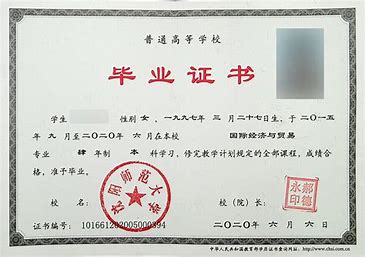 普通高等学校
毕业证书
学生 性别 女，一九九七年 三 月 二十七日生，于二〇一五
年 九 月至二〇二〇年 六 月在本校 国际经济与贸易
专业 肆 年制 本 科学习，修完教学计划规定的全部课程，成绩合
格，准予毕业。
沈阳师范大学
校 名： 校（院）长：
郝德永印
证书编号：101661202005000394 二〇二〇年 六 月 六 日
中华人民共和国教育部学历证书查询网址：http://www.chsi.com.cn